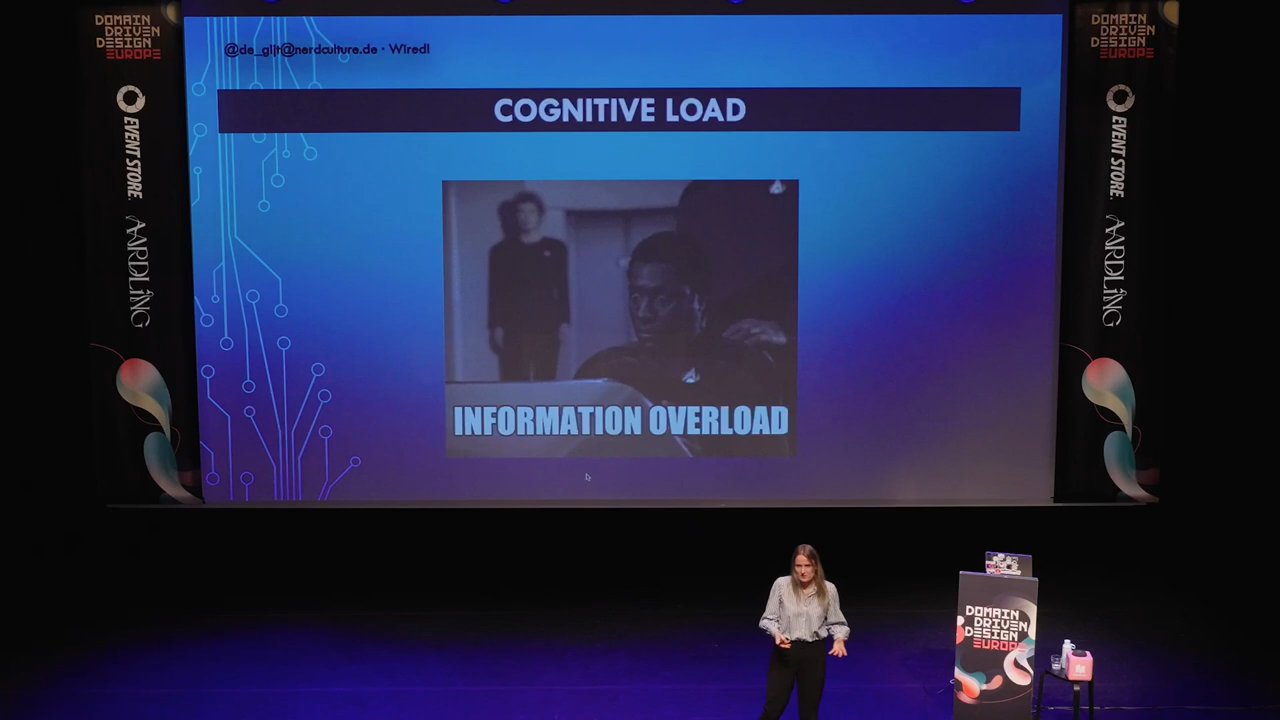 DOMAIN
DRIVEN
DESIGN
EUROPE
EVENT STORE.
AARDLING
@de_gljt@nerdculture.de · Wired!
COGNITIVE LOAD
INFORMATION OVERLOAD
DOMAIN
DRIVEN
DESIGN
EUROPE
EVENT STORE.
AARDLING
DOMAIN
DRIVEN
DESIGN
EUROPE